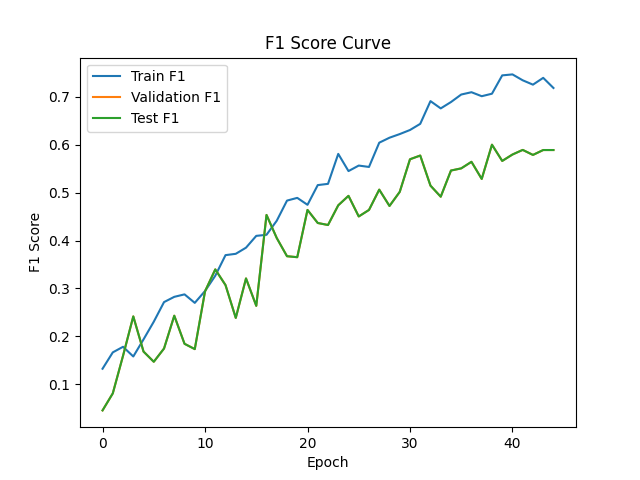 F1 Score Curve
Train F1
Validation F1
Test F1
0.7
0.6
0.5
0.4
0.3
0.2
0.1
F1 Score
0 10 20 30 40
Epoch